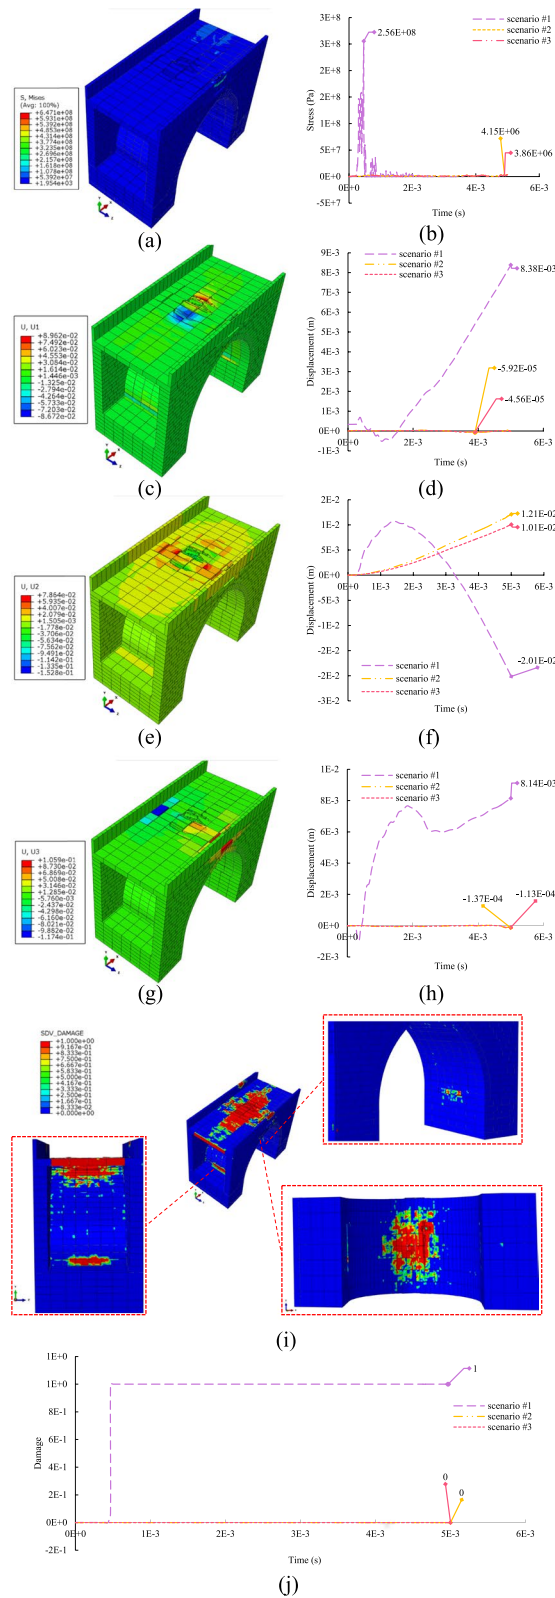 S, Mises
(Avg: 100%)
+6.471e+08
+5.931e+08
+5.392e+08
+4.853e+08
+4.314e+08
+3.774e+08
+3.235e+08
+2.696e+08
+2.157e+08
+1.618e+08
+1.078e+08
+5.392e+07
+1.954e+03
(a)
3E+8
3E+8
2E+8
2E+8
1E+8
5E+7
0E+0
-5E+7
Stress (Pa)
0E+0
2E-3
4E-3
6E-3
Time (s)
scenario #1
scenario #2
scenario #3
2.56E+08
4.15E+06
3.86E+06
(b)
U, U1
+8.962e-02
+7.492e-02
+6.023e-02
+4.553e-02
+3.084e-02
+1.614e-02
+1.446e-03
-1.325e-02
-2.794e-02
-4.264e-02
-5.733e-02
-7.203e-02
-8.672e-02
(c)
9E-3
8E-3
7E-3
6E-3
5E-3
4E-3
3E-3
2E-3
1E-3
0E+0
-1E-3
Displacement (m)
0E+0
2E-3
4E-3
6E-3
Time (s)
scenario #1
scenario #2
scenario #3
8.38E-03
-5.92E-05
-4.56E-05
(d)
U, U2
+7.864e-02
+5.935e-02
+4.007e-02
+2.079e-02
+1.505e-03
-1.778e-02
-3.706e-02
-5.634e-02
-7.562e-02
-9.491e-02
-1.142e-01
-1.335e-01
-1.528e-01
(e)
2E-2
1E-2
1E-2
5E-3
0E+0
-5E-3
-1E-2
-2E-2
-2E-2
-3E-2
Displacement (m)
0E+0
2E-3
4E-3
6E-3
Time (s)
scenario #1
scenario #2
scenario #3
1.21E-02
1.01E-02
-2.01E-02
(f)
U, U3
+1.059e-01
+8.730e-02
+6.869e-02
+5.008e-02
+3.146e-02
+1.285e-02
-5.760e-03
-2.437e-02
-4.298e-02
-6.160e-02
-8.021e-02
-9.882e-02
-1.174e-01
(g)
1E-2
8E-3
6E-3
4E-3
2E-3
0E+0
-2E-3
Displacement (m)
0E+0
2E-3
4E-3
6E-3
Time (s)
scenario #1
scenario #2
scenario #3
8.14E-03
-1.37E-04
-1.13E-04
(h)
SDV_DAMAGE
+1.000e+00
+9.167e-01
+8.333e-01
+7.500e-01
+6.667e-01
+5.833e-01
+5.000e-01
+4.167e-01
+3.333e-01
+2.500e-01
+1.667e-01
+8.333e-02
+0.000e+00
(i)
1E+0
1E+0
8E-1
6E-1
4E-1
2E-1
0E+0
-2E-1
Damage
0E+0
1E-3
2E-3
3E-3
4E-3
5E-3
6E-3
Time (s)
scenario #1
scenario #2
scenario #3
1
0
0
(j)